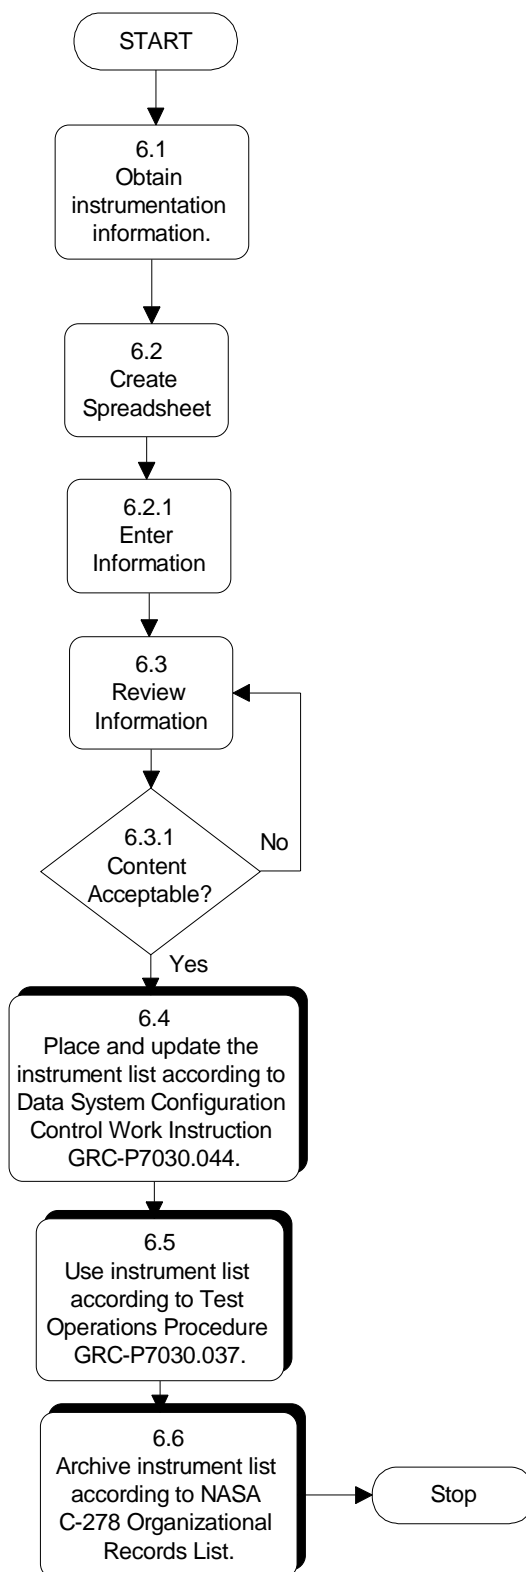 START
6.1
Obtain
instrumentation
information.
6.2
Create
Spreadsheet
6.2.1
Enter
Information
6.3
Review
Information
6.3.1
Content
Acceptable?
No
Yes
6.4
Place and update the
instrument list according to
Data System Configuration
Control Work Instruction
GRC-P7030.044.
6.5
Use instrument list
according to Test
Operations Procedure
GRC-P7030.037.
6.6
Archive instrument list
according to NASA
C-278 Organizational
Records List.
Stop